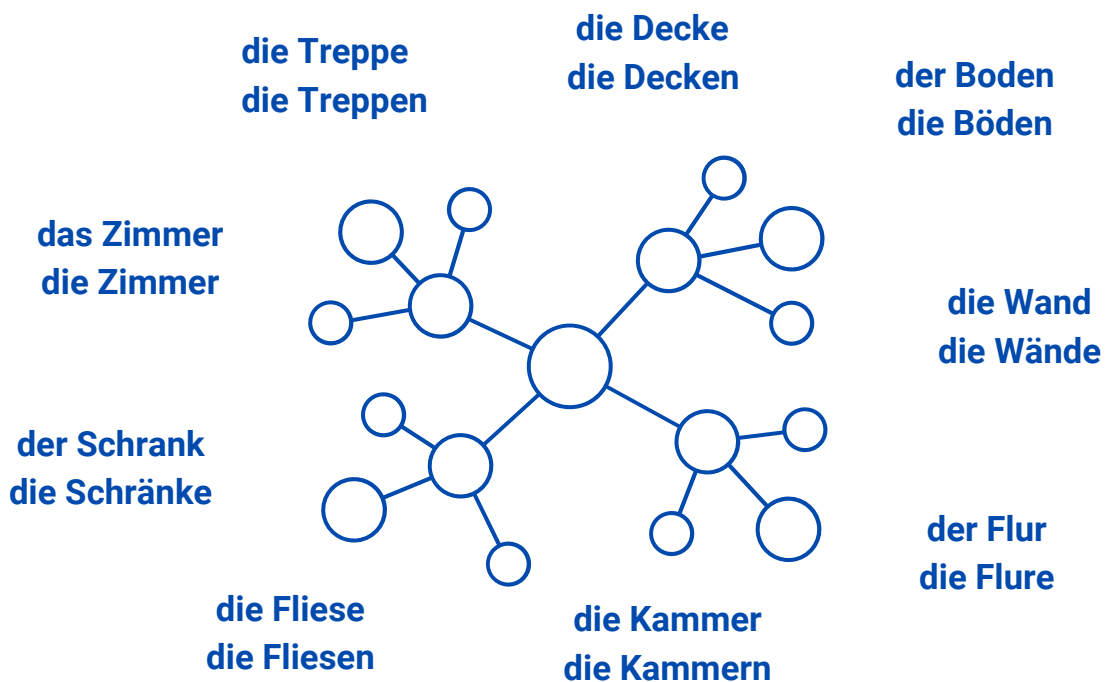 die Treppe
die Treppen
die Decke
die Decken
der Boden
die Böden
das Zimmer
die Zimmer
die Wand
die Wände
der Schrank
die Schränke
der Flur
die Flure
die Fliese
die Fliesen
die Kammer
die Kammern